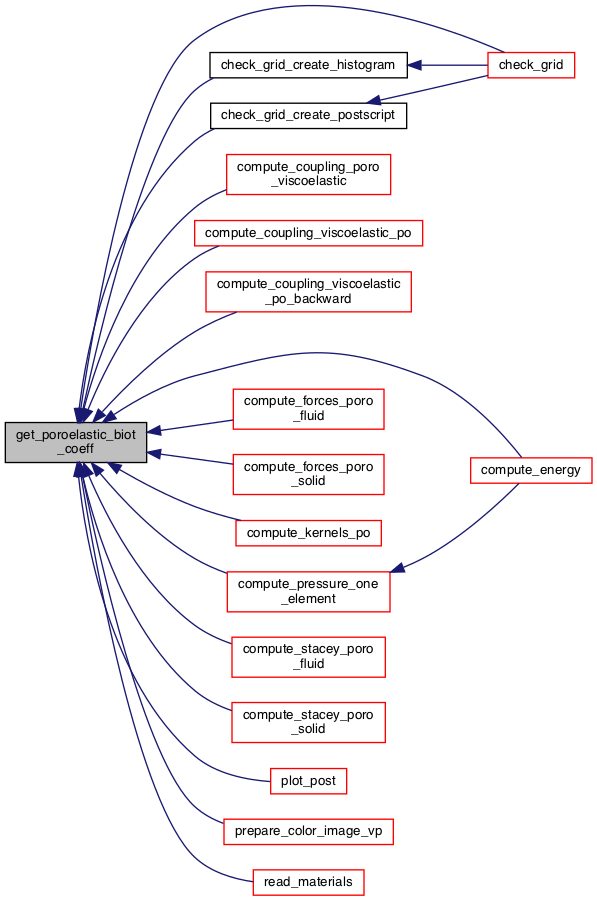 check_grid_create_histogram
check_grid
check_grid_create_postscript
compute_coupling_poro
_viscoelastic
compute_coupling_viscoelastic_po
compute_coupling_viscoelastic
_po_backward
compute_forces_poro
_fluid
get_poroelastic_biot
_coeff
compute_forces_poro
_solid
compute_energy
compute_kernels_po
compute_pressure_one
_element
compute_stacey_poro
_fluid
compute_stacey_poro
_solid
plot_post
prepare_color_image_vp
read_materials